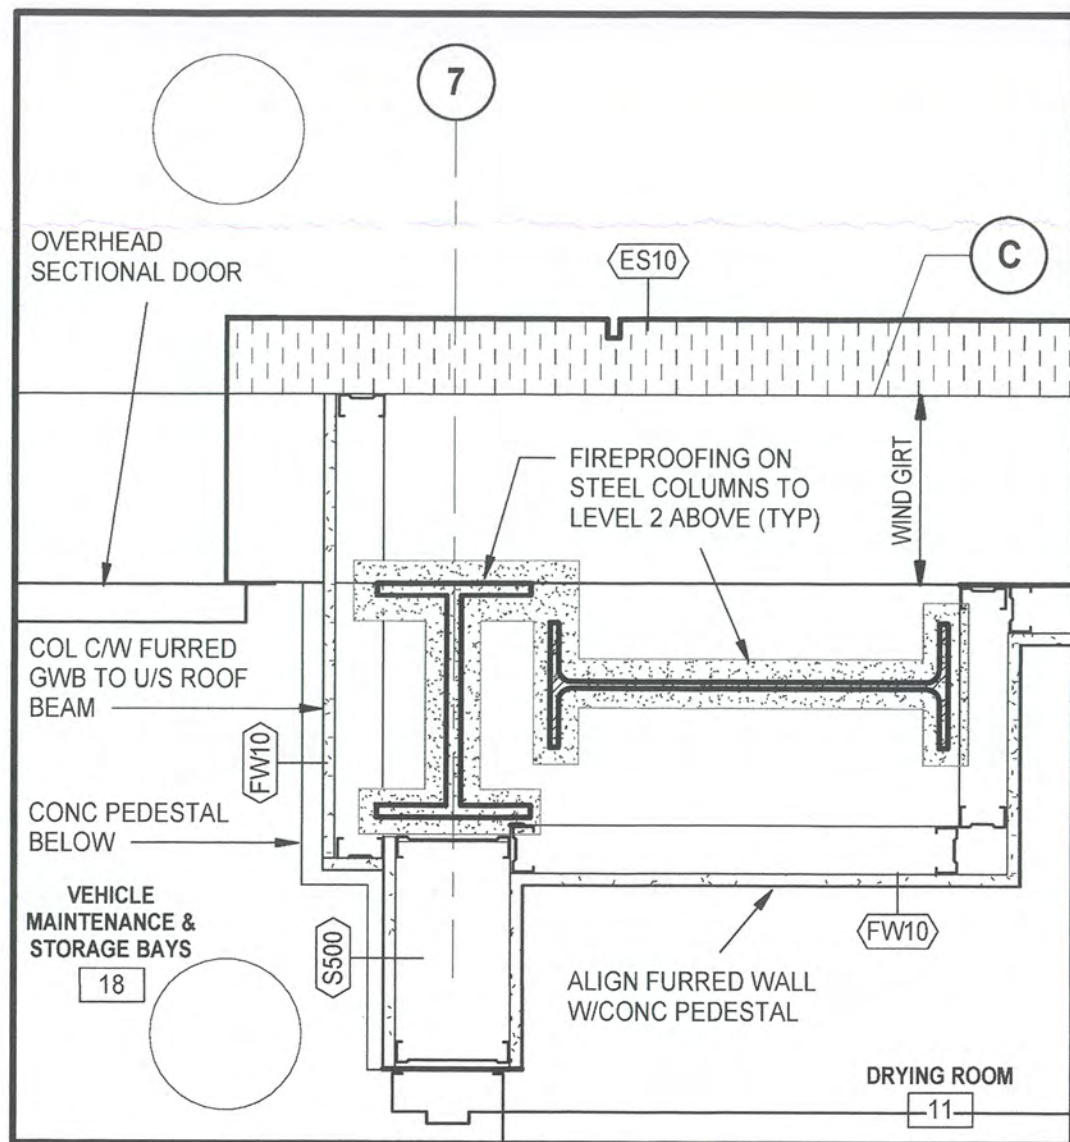 7
OVERHEAD
SECTIONAL DOOR
ES10
C
FIREPROOFING ON
STEEL COLUMNS TO
LEVEL 2 ABOVE (TYP)
WIND GIRT
COL C/W FURRED
GWB TO U/S ROOF
BEAM
FW10
CONC PEDESTAL
BELOW
VEHICLE
MAINTENANCE &
STORAGE BAYS
18
S500
FW10
ALIGN FURRED WALL
W/CONC PEDESTAL
DRYING ROOM
11